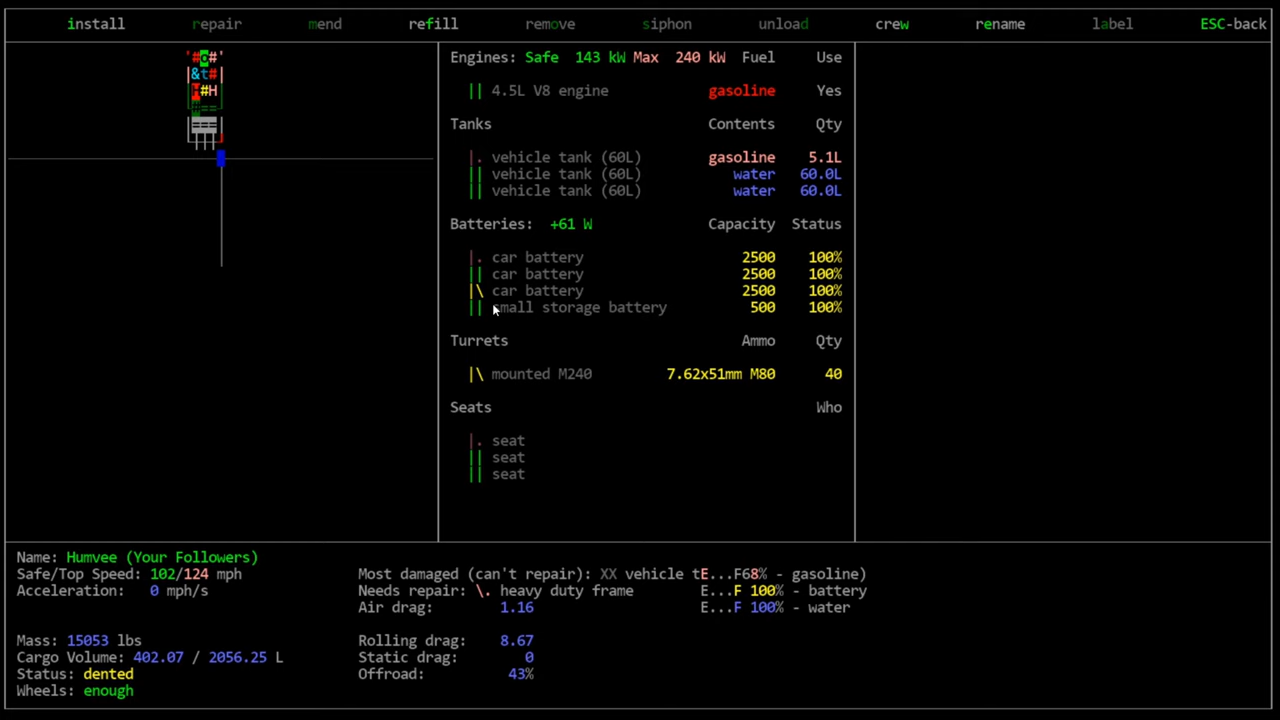 install repair mend refill remove siphon unload crew rename label ESC-back
Engines: Safe 143 kW Max 240 kW Fuel Use
|| 4.5L V8 engine gasoline Yes
Tanks Contents Qty
|. vehicle tank (60L) gasoline 5.1L
|| vehicle tank (60L) water 60.0L
|| vehicle tank (60L) water 60.0L
Batteries: +61 W Capacity Status
|. car battery 2500 100%
|| car battery 2500 100%
|\ car battery 2500 100%
|| small storage battery 500 100%
Turrets Ammo Qty
|\ mounted M240 7.62x51mm M80 40
Seats Who
|. seat
|| seat
|| seat
Name: Humvee (Your Followers)
Safe/Top Speed: 102/124 mph
Acceleration: 0 mph/s
Mass: 15053 lbs
Cargo Volume: 402.07 / 2056.25 L
Status: dented
Wheels: enough
Most damaged (can't repair): XX vehicle tE...F68% - gasoline)
Needs repair: \. heavy duty frame E...F 100% - battery
Air drag: 1.16 E...F 100% - water
Rolling drag: 8.67
Static drag: 0
Offroad: 43%